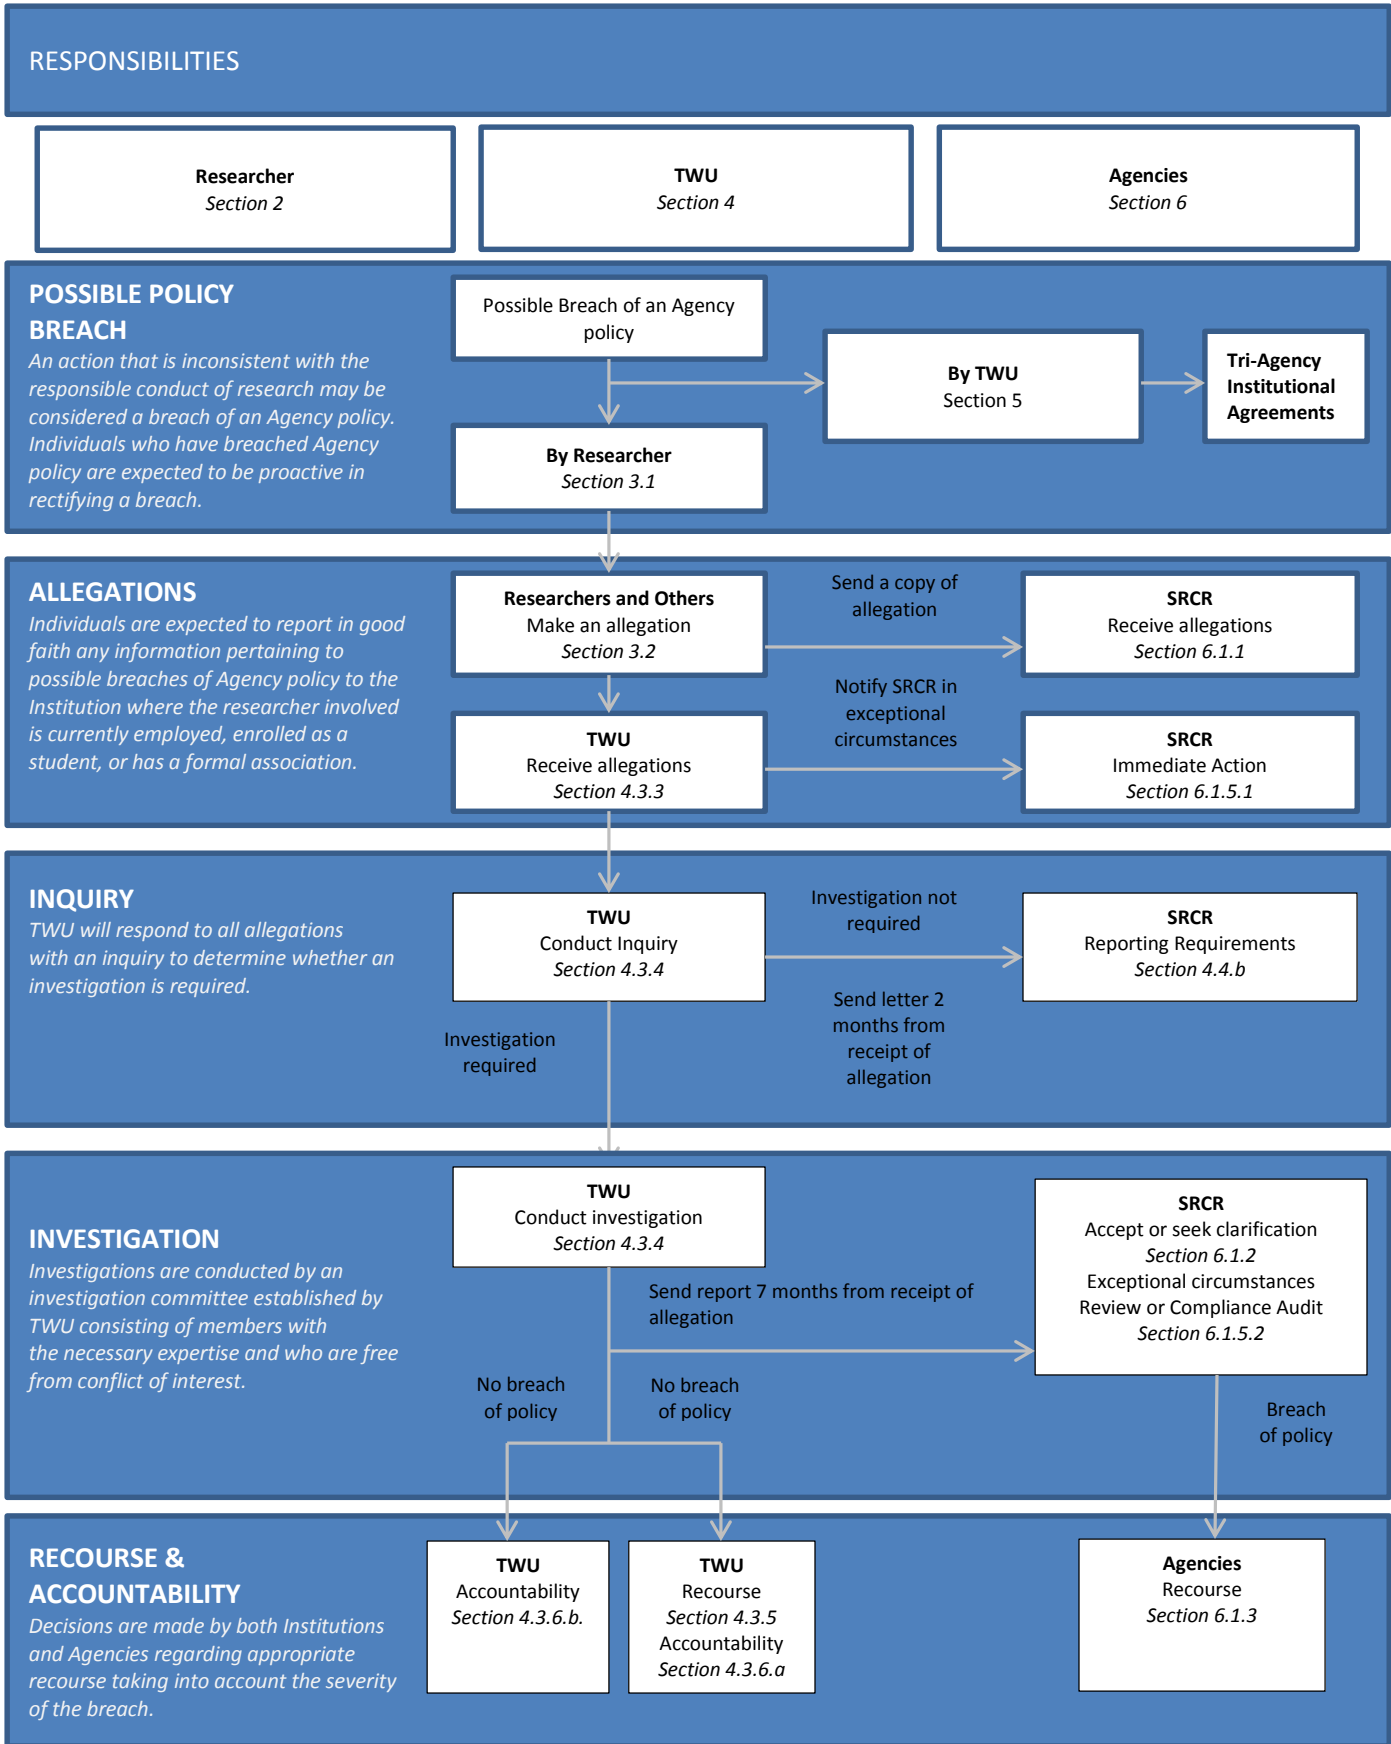 RESPONSIBILITIES
Researcher
Section 2
TWU
Section 4
Agencies
Section 6
POSSIBLE POLICY
BREACH
An action that is inconsistent with the
responsible conduct of research may be
considered a breach of an Agency policy.
Individuals who have breached Agency
policy are expected to be proactive in
rectifying a breach.
Possible Breach of an Agency
policy
By TWU
Section 5
Tri-Agency
Institutional
Agreements
By Researcher
Section 3.1
ALLEGATIONS
Individuals are expected to report in good
faith any information pertaining to
possible breaches of Agency policy to the
Institution where the researcher involved
is currently employed, enrolled as a
student, or has a formal association.
Researchers and Others
Make an allegation
Section 3.2
Send a copy of
allegation
SRCR
Receive allegations
Section 6.1.1
TWU
Receive allegations
Section 4.3.3
Notify SRCR in
exceptional
circumstances
SRCR
Immediate Action
Section 6.1.5.1
INQUIRY
TWU will respond to all allegations
with an inquiry to determine whether an
investigation is required.
TWU
Conduct Inquiry
Section 4.3.4
Investigation not
required
SRCR
Reporting Requirements
Section 4.4.b
Send letter 2
months from
receipt of
allegation
Investigation
required
INVESTIGATION
Investigations are conducted by an
investigation committee established by
TWU consisting of members with
the necessary expertise and who are free
from conflict of interest.
TWU
Conduct investigation
Section 4.3.4
Send report 7 months from receipt of
allegation
SRCR
Accept or seek clarification
Section 6.1.2
Exceptional circumstances
Review or Compliance Audit
Section 6.1.5.2
No breach
of policy
No breach
of policy
Breach
of policy
RECOURSE &
ACCOUNTABILITY
Decisions are made by both Institutions
and Agencies regarding appropriate
recourse taking into account the severity
of the breach.
TWU
Accountability
Section 4.3.6.b.
TWU
Recourse
Section 4.3.5
Accountability
Section 4.3.6.a
Agencies
Recourse
Section 6.1.3